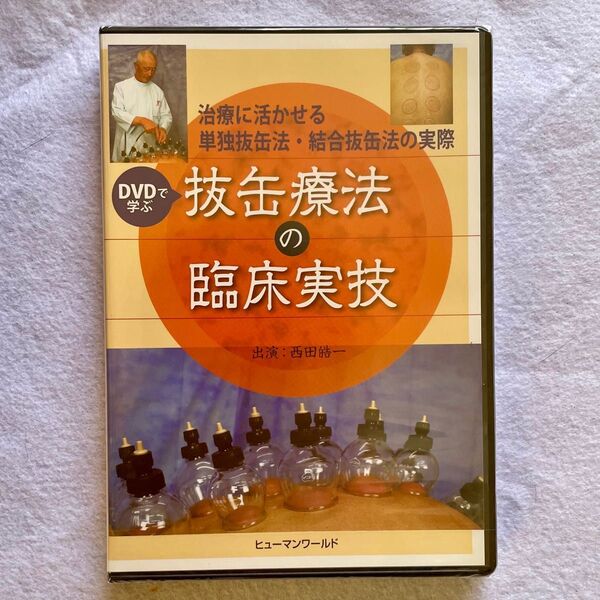 治療に活かせる
単独抜缶法・結合抜缶法の実際
DVDで
学ぶ
抜缶療法
の
臨床実技
出演：西田皓一
ヒューマンワールド